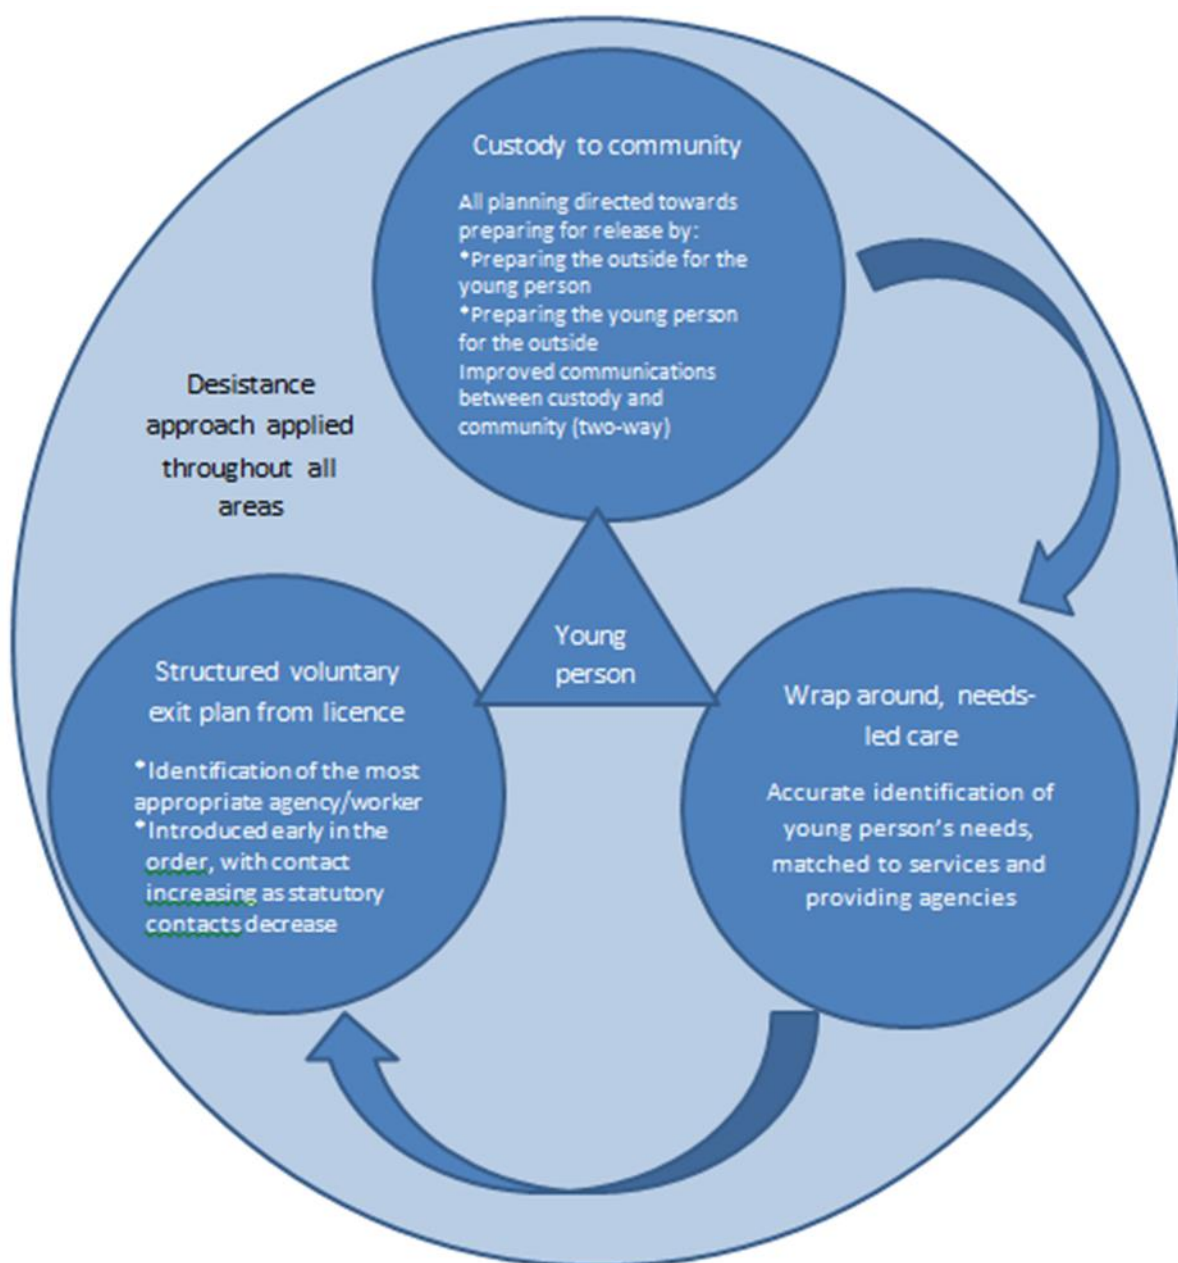 Custody to community
All planning directed towards
preparing for release by:
*Preparing the outside for the
young person
*Preparing the young person
for the outside
Improved communications
between custody and
community (two-way)
Desistance
approach applied
throughout all
areas
Young
person
Structured voluntary
exit plan from licence
*Identification of the most
appropriate agency/worker
*Introduced early in the
order, with contact
increasing as statutory
contacts decrease
Wrap around, needs-
led care
Accurate identification of
young person's needs,
matched to services and
providing agencies